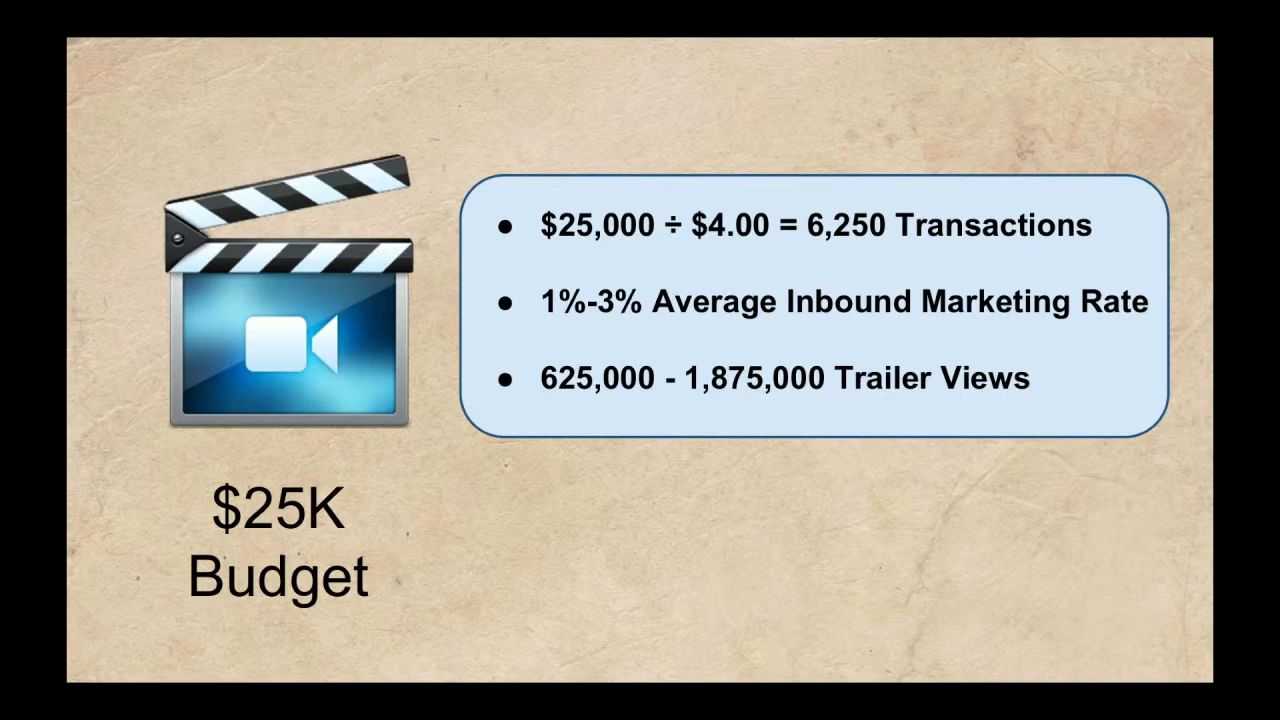 ● $25,000 ÷ $4.00 = 6,250 Transactions
● 1%-3% Average Inbound Marketing Rate
● 625,000 - 1,875,000 Trailer Views
$25K
Budget